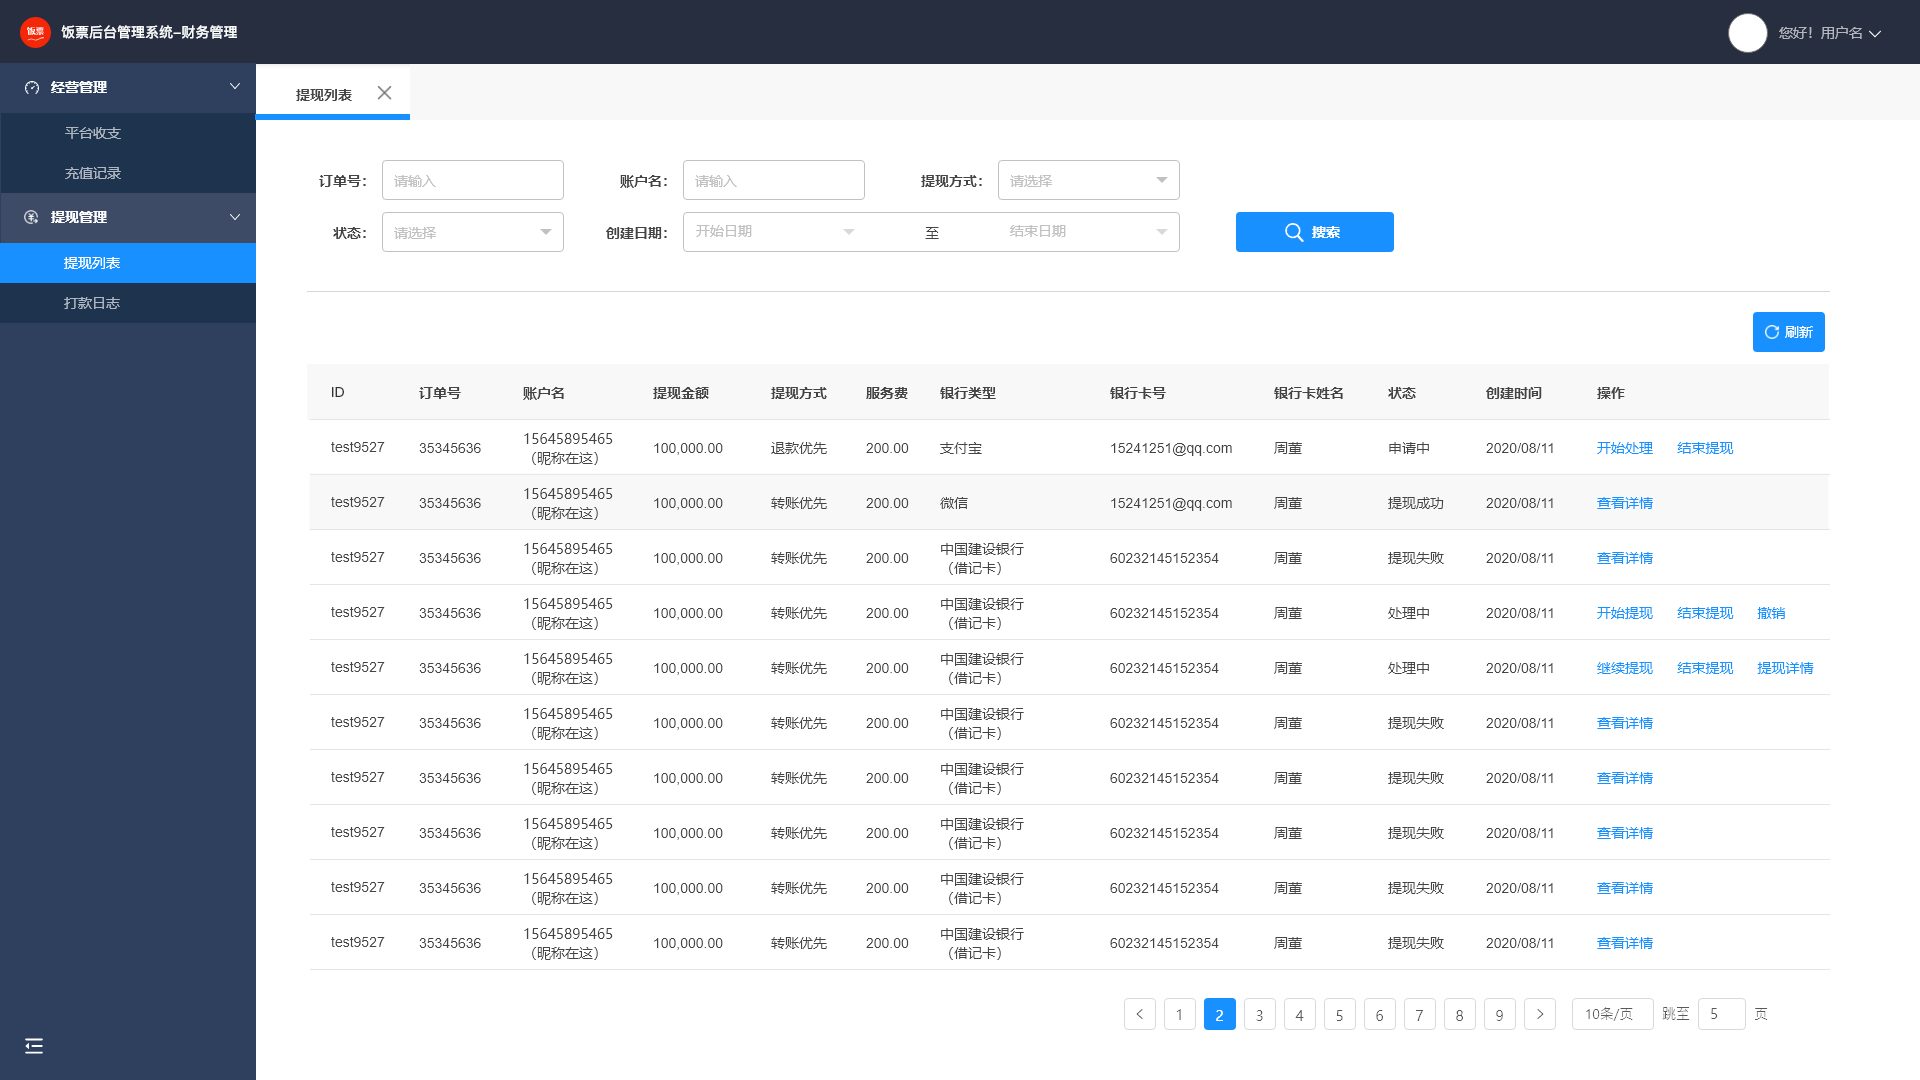 饭票
饭票后台管理系统-财务管理
您好！用户名
经营管理
平台收支
充值记录
提现管理
提现列表
打款日志
提现列表
订单号： 请输入 账户名： 请输入 提现方式： 请选择
状态： 请选择 创建日期： 开始日期 至 结束日期 搜索
刷新
ID 订单号 账户名 提现金额 提现方式 服务费 银行类型 银行卡号 银行卡姓名 状态 创建时间 操作
test9527 35345636 15645895465 100,000.00 退款优先 200.00 支付宝 15241251@qq.com 周董 申请中 2020/08/11 开始处理 结束提现
（昵称在这）
test9527 35345636 15645895465 100,000.00 转账优先 200.00 微信 15241251@qq.com 周董 提现成功 2020/08/11 查看详情
（昵称在这）
test9527 35345636 15645895465 100,000.00 转账优先 200.00 中国建设银行 60232145152354 周董 提现失败 2020/08/11 查看详情
（昵称在这） （借记卡）
test9527 35345636 15645895465 100,000.00 转账优先 200.00 中国建设银行 60232145152354 周董 处理中 2020/08/11 开始提现 结束提现 撤销
（昵称在这） （借记卡）
test9527 35345636 15645895465 100,000.00 转账优先 200.00 中国建设银行 60232145152354 周董 处理中 2020/08/11 继续提现 结束提现 提现详情
（昵称在这） （借记卡）
test9527 35345636 15645895465 100,000.00 转账优先 200.00 中国建设银行 60232145152354 周董 提现失败 2020/08/11 查看详情
（昵称在这） （借记卡）
test9527 35345636 15645895465 100,000.00 转账优先 200.00 中国建设银行 60232145152354 周董 提现失败 2020/08/11 查看详情
（昵称在这） （借记卡）
test9527 35345636 15645895465 100,000.00 转账优先 200.00 中国建设银行 60232145152354 周董 提现失败 2020/08/11 查看详情
（昵称在这） （借记卡）
test9527 35345636 15645895465 100,000.00 转账优先 200.00 中国建设银行 60232145152354 周董 提现失败 2020/08/11 查看详情
（昵称在这） （借记卡）
test9527 35345636 15645895465 100,000.00 转账优先 200.00 中国建设银行 60232145152354 周董 提现失败 2020/08/11 查看详情
（昵称在这） （借记卡）
1 2 3 4 5 6 7 8 9 10条/页 跳至 5 页